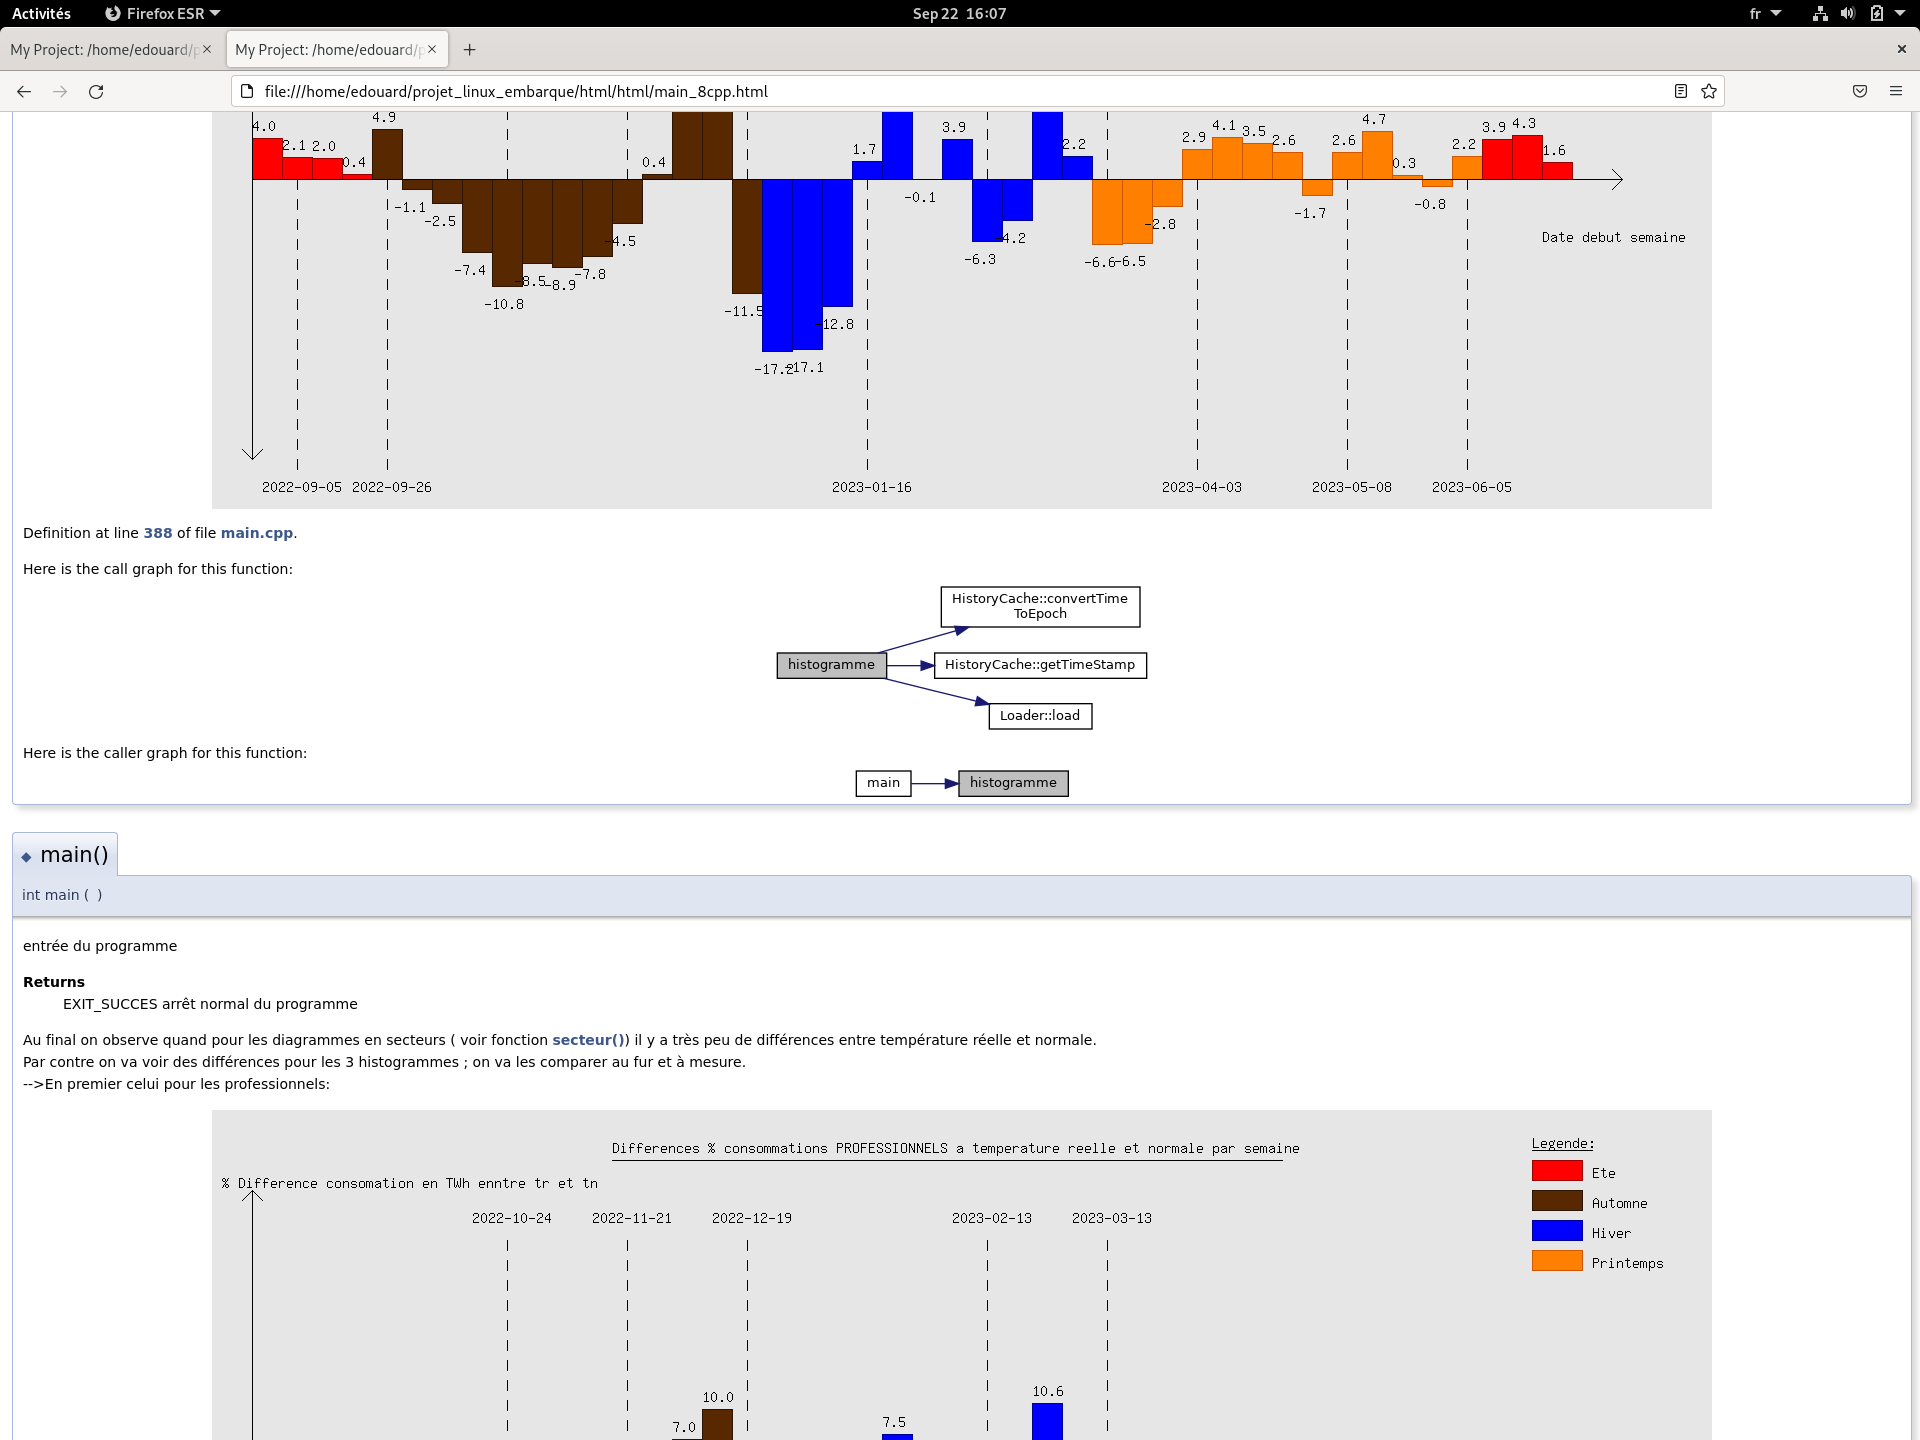 Activités
Firefox ESR
Sep 22 16:07
fr
My Project: /home/edouard/p
My Project: /home/edouard/p
file:///home/edouard/projet_linux_embarque/html/html/main_8cpp.html
4.0
2.1
2.0
0.4
4.9
-1.1
-2.5
-7.4
-10.8
-8.5
-8.9
-7.8
-4.5
0.4
-11.5
-17.2
-17.1
-12.8
1.7
-0.1
3.9
-6.3
-4.2
2.2
-6.6
-6.5
-2.8
2.9
4.1
3.5
2.6
-1.7
2.6
4.7
0.3
-0.8
2.2
3.9
4.3
1.6
Date debut semaine
2022-09-05 2022-09-26 2023-01-16 2023-04-03 2023-05-08 2023-06-05
Definition at line 388 of file main.cpp.
Here is the call graph for this function:
HistoryCache::convertTime
ToEpoch
histogramme
HistoryCache::getTimeStamp
Loader::load
Here is the caller graph for this function:
main
histogramme
◆ main()
int main ( )
entrée du programme
Returns
EXIT_SUCCES arrêt normal du programme
Au final on observe quand pour les diagrammes en secteurs ( voir fonction secteur()) il y a très peu de différences entre température réelle et normale.
Par contre on va voir des différences pour les 3 histogrammes ; on va les comparer au fur et à mesure.
-->En premier celui pour les professionnels:
Differences % consommations PROFESSIONNELS a temperature reelle et normale par semaine
% Difference consomation en TWh enntre tr et tn
Legende:
Ete
Automne
Hiver
Printemps
2022-10-24 2022-11-21 2022-12-19 2023-02-13 2023-03-13
7.0
10.0
7.5
10.6